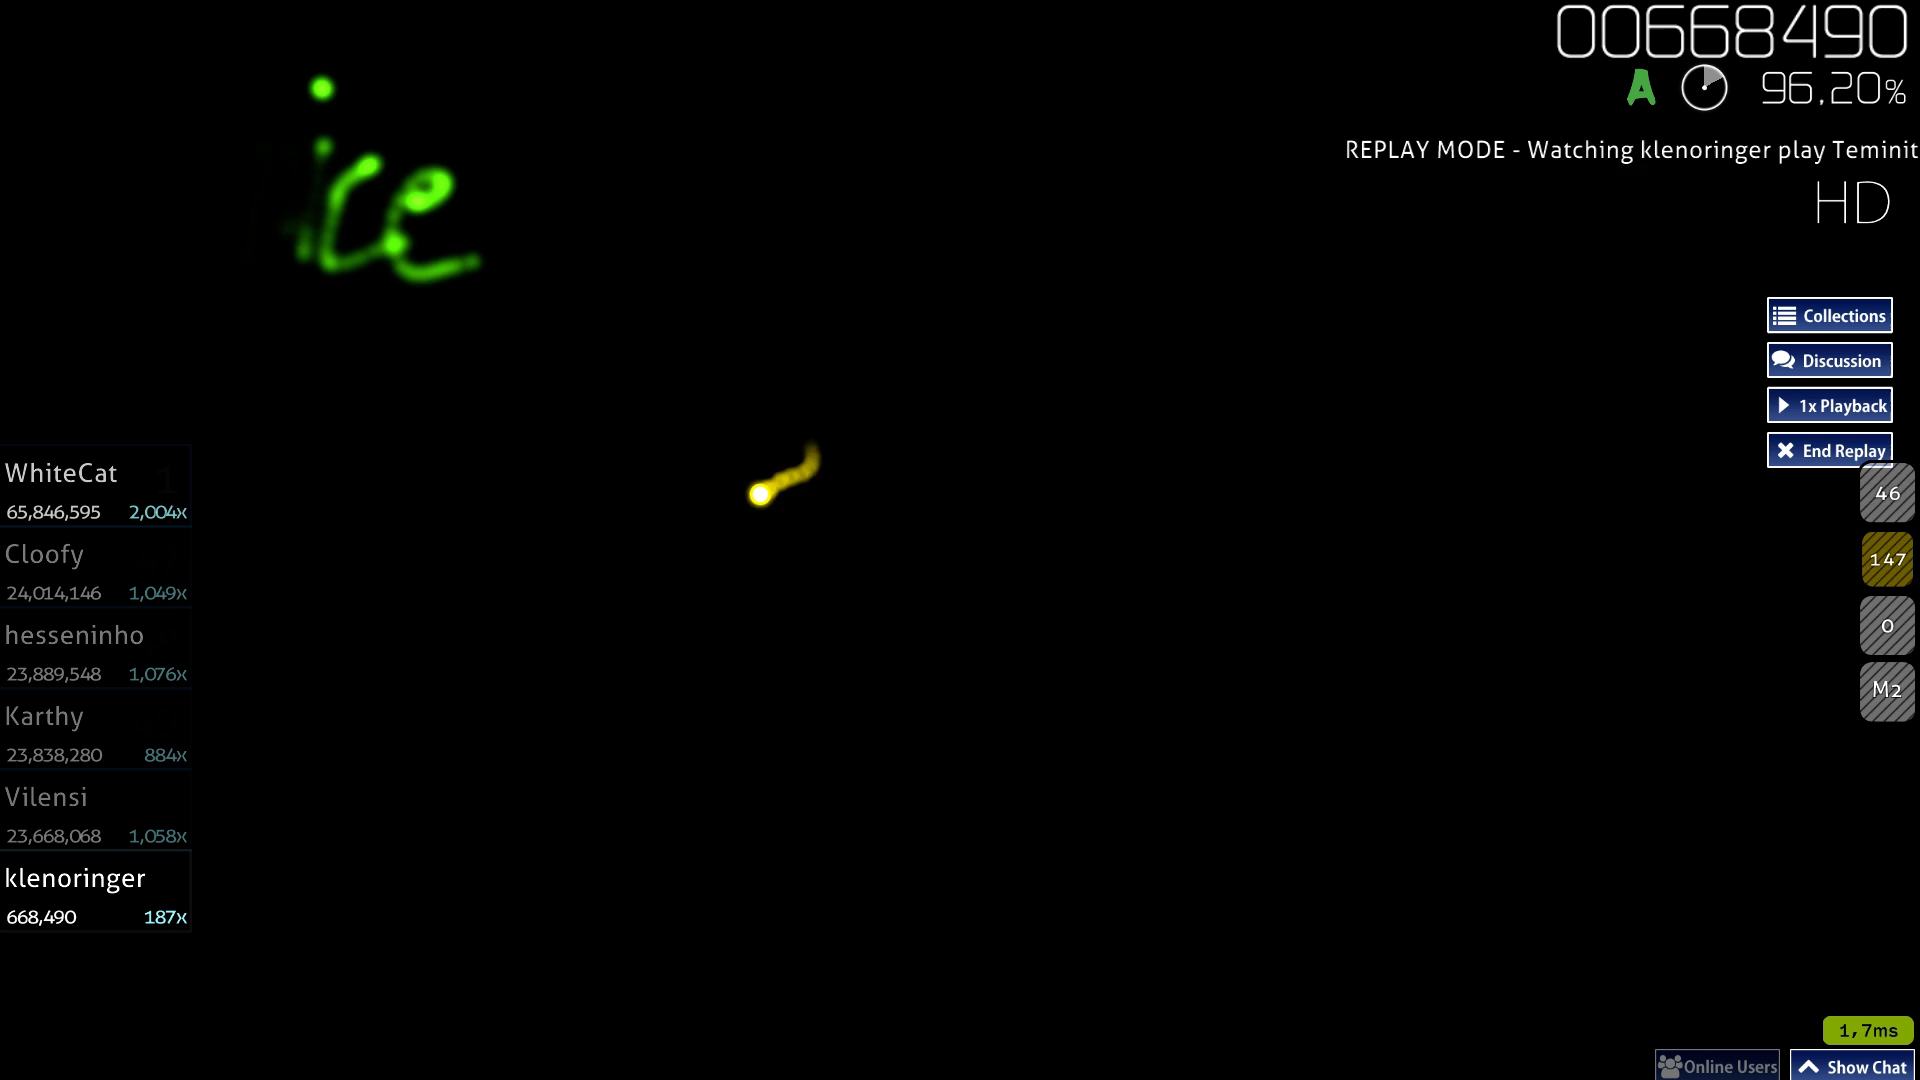 00668490
A 96,20%
REPLAY MODE - Watching klenoringer play Teminit
HD
ice
Collections
Discussion
1x Playback
End Replay
WhiteCat
65,846,595 2,004x
Cloofy
24,014,146 1,049x
hesseninho
23,889,548 1,076x
Karthy
23,838,280 884x
Vilensi
23,668,068 1,058x
klenoringer
668,490 187x
46
147
0
M2
1,7ms
Online Users
Show Chat